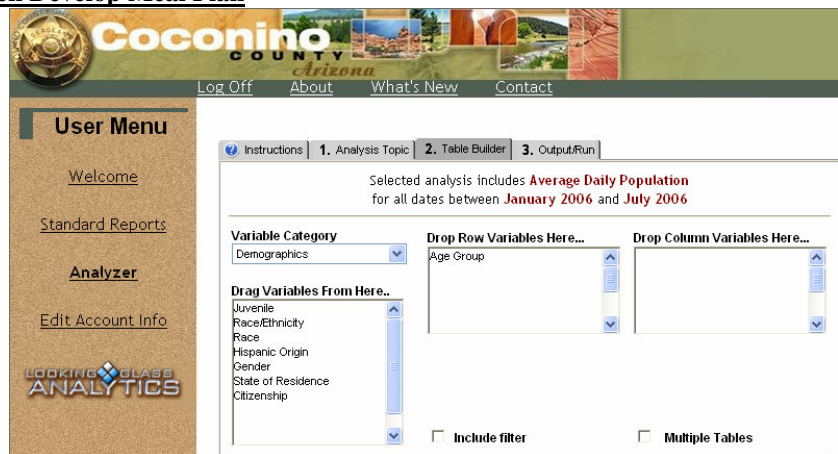 Coconino
COUNTY
Arizona
Log Off About What's New Contact
User Menu
Welcome
Standard Reports
Analyzer
Edit Account Info
LOOKING GLASS
ANALYTICS
Instructions 1. Analysis Topic 2. Table Builder 3. Output/Run
Selected analysis includes Average Daily Population
for all dates between January 2006 and July 2006
Variable Category
Demographics
Drag Variables From Here..
Juvenile
Race/Ethnicity
Race
Hispanic Origin
Gender
State of Residence
Citizenship
Drop Row Variables Here...
Age Group
Include filter
Drop Column Variables Here...
Multiple Tables